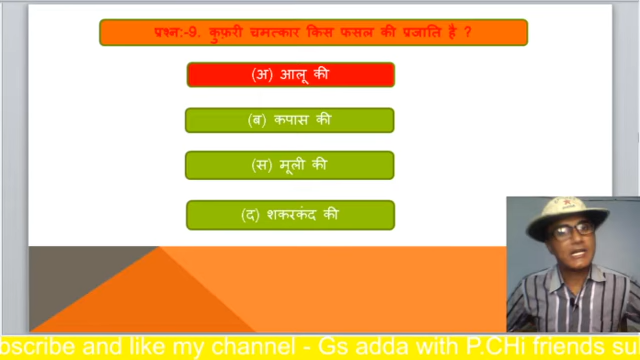 प्रश्न:-9. कुफ़री चमत्कार किस फसल की प्रजाति है ?
(अ) आलू की
(ब) कपास की
(स) मूली की
(द) शकरकंद की
bscribe and like my channel - Gs adda with P.CHi friends su